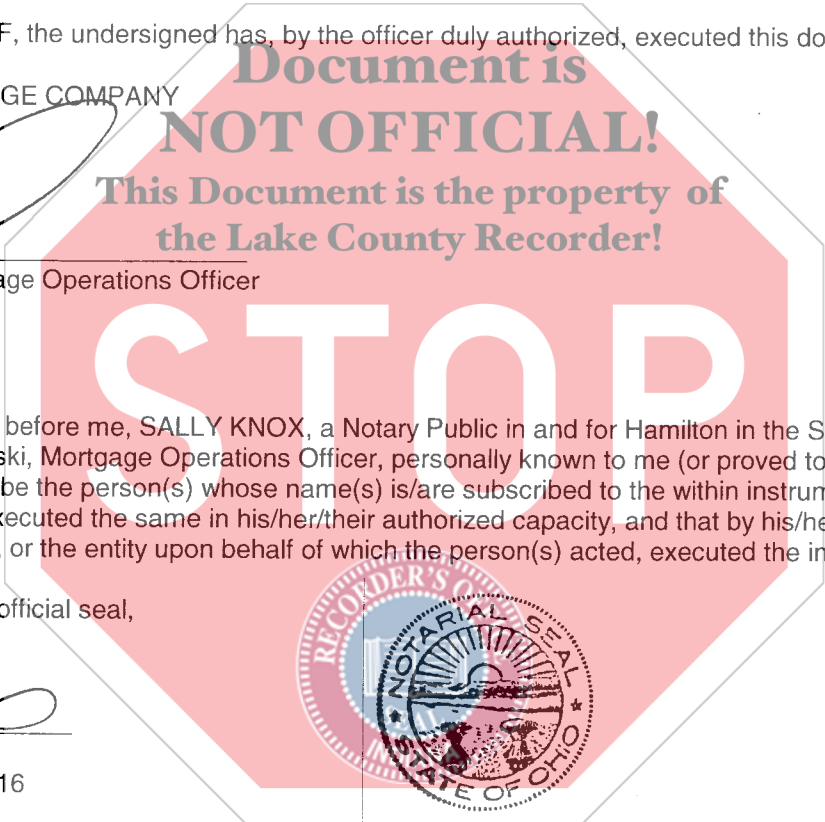 F, the undersigned has, by the officer duly authorized, executed this do
Document is
GE COMPANY
NOT OFFICIAL!
This Document is the property of
the Lake County Recorder!
age Operations Officer
STOP
before me, SALLY KNOX, a Notary Public in and for Hamilton in the S
ski, Mortgage Operations Officer, personally known to me (or proved to
be the person(s) whose name(s) is/are subscribed to the within instrum
xecuted the same in his/her/their authorized capacity, and that by his/he
, or the entity upon behalf of which the person(s) acted, executed the in
official seal,
RECORDER'S OF
SEAL
NOTARIAL SEAL
STATE OF OHIO
16